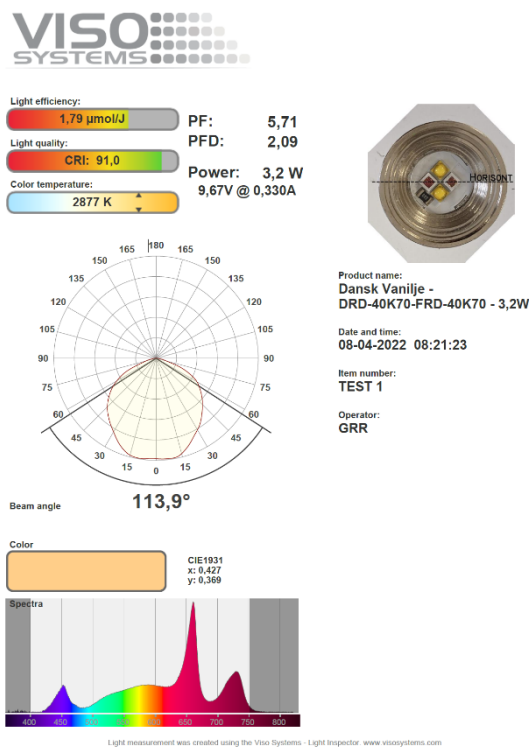 VISO
SYSTEMS
Light efficiency:
1,79 µmol/J
PF: 5,71
Light quality:
PFD: 2,09
CRI: 91,0
Power: 3,2 W
9,67V @ 0,330A
Color temperature:
2877 K
HORISONT
180
165 165
150 150
135 135
120 120
105 105
90 90
75 75
60 60
45 45
30 30
15 0 15
Beam angle 113,9°
Product name:
Dansk Vanilje -
DRD-40K70-FRD-40K70 - 3,2W
Date and time:
08-04-2022 08:21:23
Item number:
TEST 1
Operator:
GRR
Color
CIE1931
x: 0,427
y: 0,369
Spectra
400 450 500 550 600 650 700 750 800
Light measurement was created using the Viso Systems - Light Inspector. www.visosystems.com